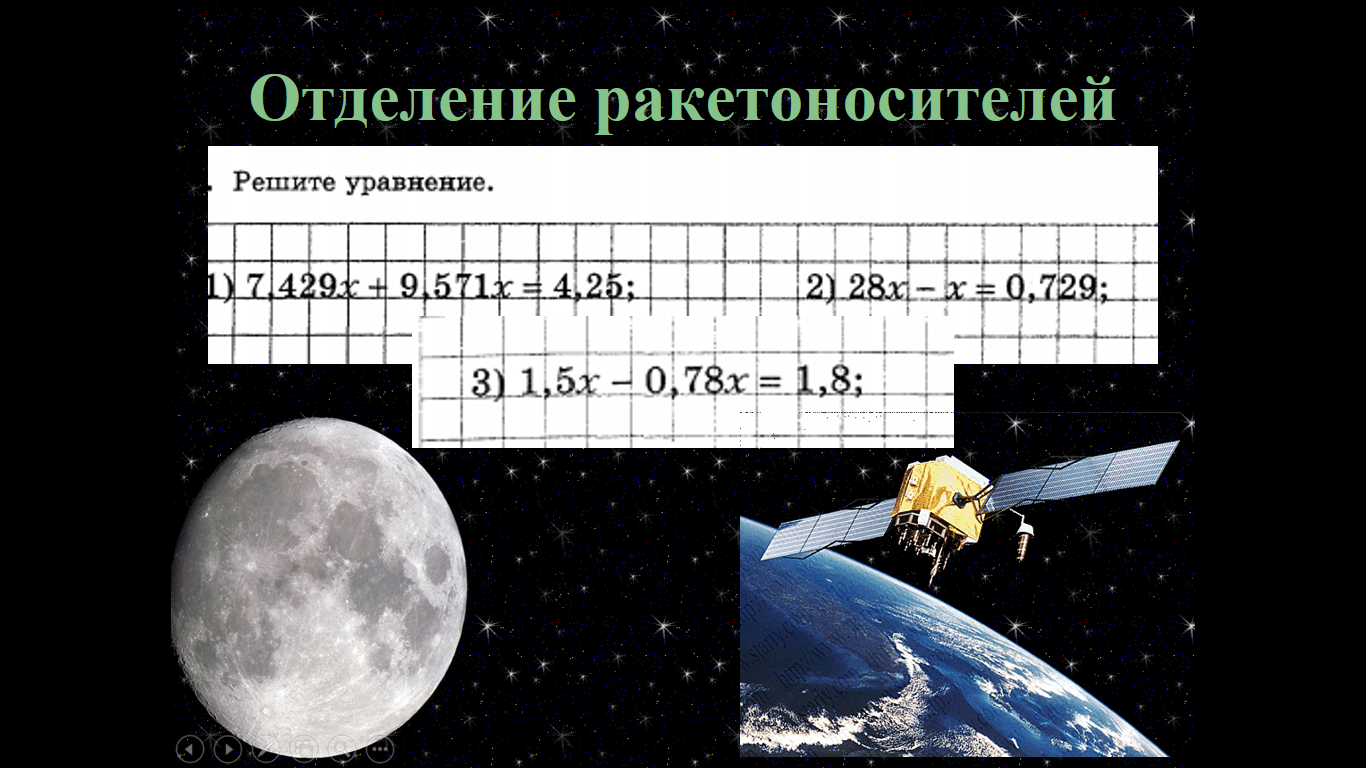 Отделение ракетоносителей
. Решите уравнение.
1) 7,429x + 9,571x = 4,25; 2) 28x – x = 0,729;
3) 1,5x – 0,78x = 1,8;